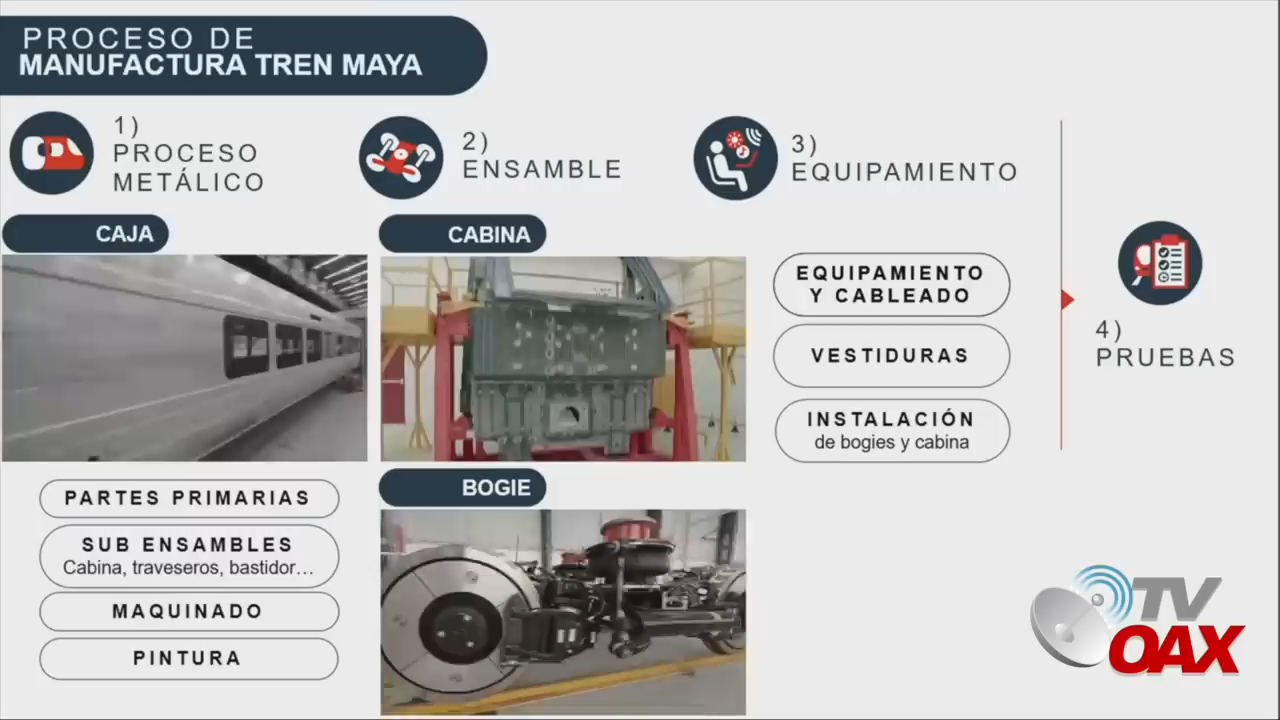 PROCESO DE
MANUFACTURA TREN MAYA
1)
PROCESO
METÁLICO
2)
ENSAMBLE
3)
EQUIPAMIENTO
CAJA
CABINA
EQUIPAMIENTO
Y CABLEADO
VESTIDURAS
INSTALACIÓN
de bogies y cabina
4)
PRUEBAS
PARTES PRIMARIAS
SUB ENSAMBLES
Cabina, traveseros, bastidor...
MAQUINADO
PINTURA
BOGIE
TV
OAX